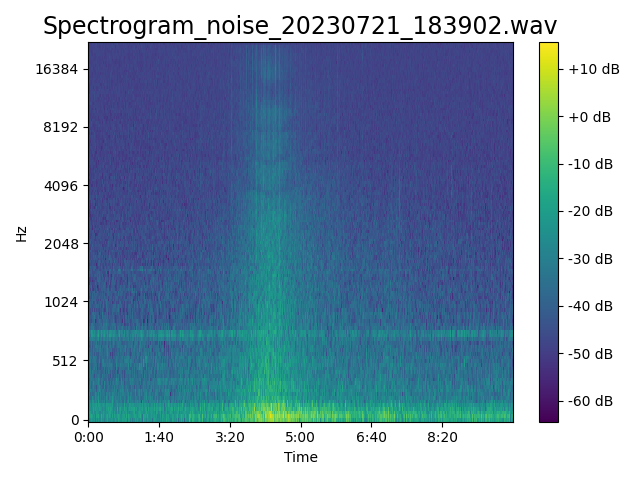 Spectrogram_noise_20230721_183902.wav
16384
8192
4096
2048
1024
512
0
Hz
0:00 1:40 3:20 5:00 6:40 8:20
Time
+10 dB
+0 dB
-10 dB
-20 dB
-30 dB
-40 dB
-50 dB
-60 dB